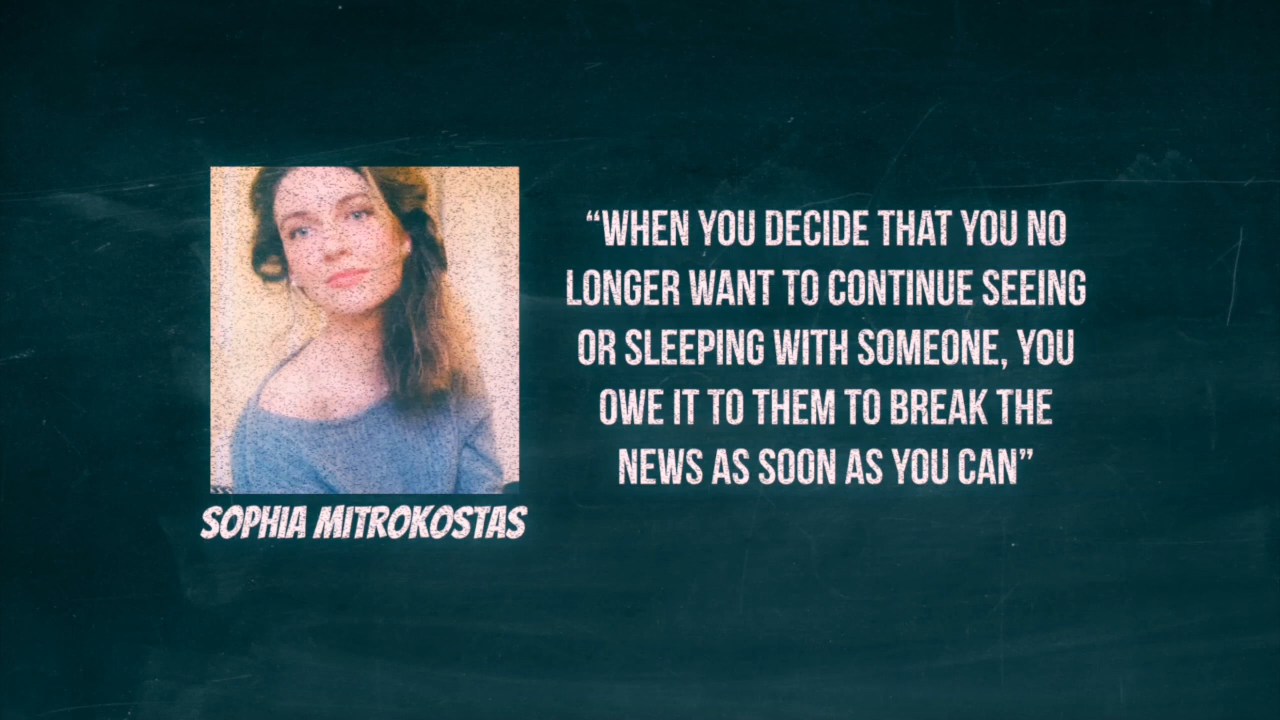 “WHEN YOU DECIDE THAT YOU NO
LONGER WANT TO CONTINUE SEEING
OR SLEEPING WITH SOMEONE, YOU
OWE IT TO THEM TO BREAK THE
NEWS AS SOON AS YOU CAN”
SOPHIA MITROKOSTAS